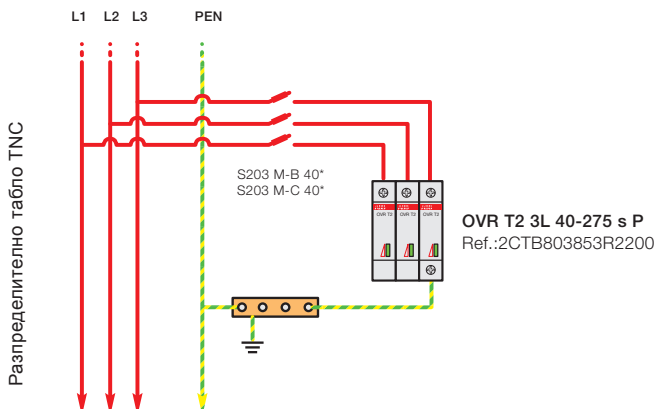 L1 L2 L3 PEN
Разпределително табло TNC
S203 M-B 40*
S203 M-C 40*
OVR T2 OVR T2 OVR T2
OVR T2 3L 40-275 s P
Ref.:2CTB803853R2200